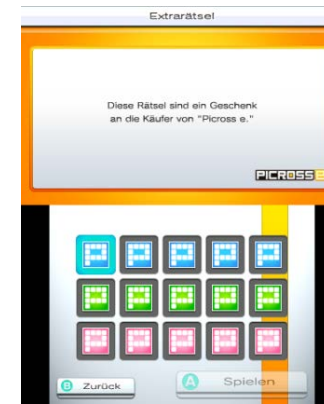 Extrarätsel
Diese Rätsel sind ein Geschenk
an die Käufer von "Picross e."
PICROSS e
B Zurück
A Spielen